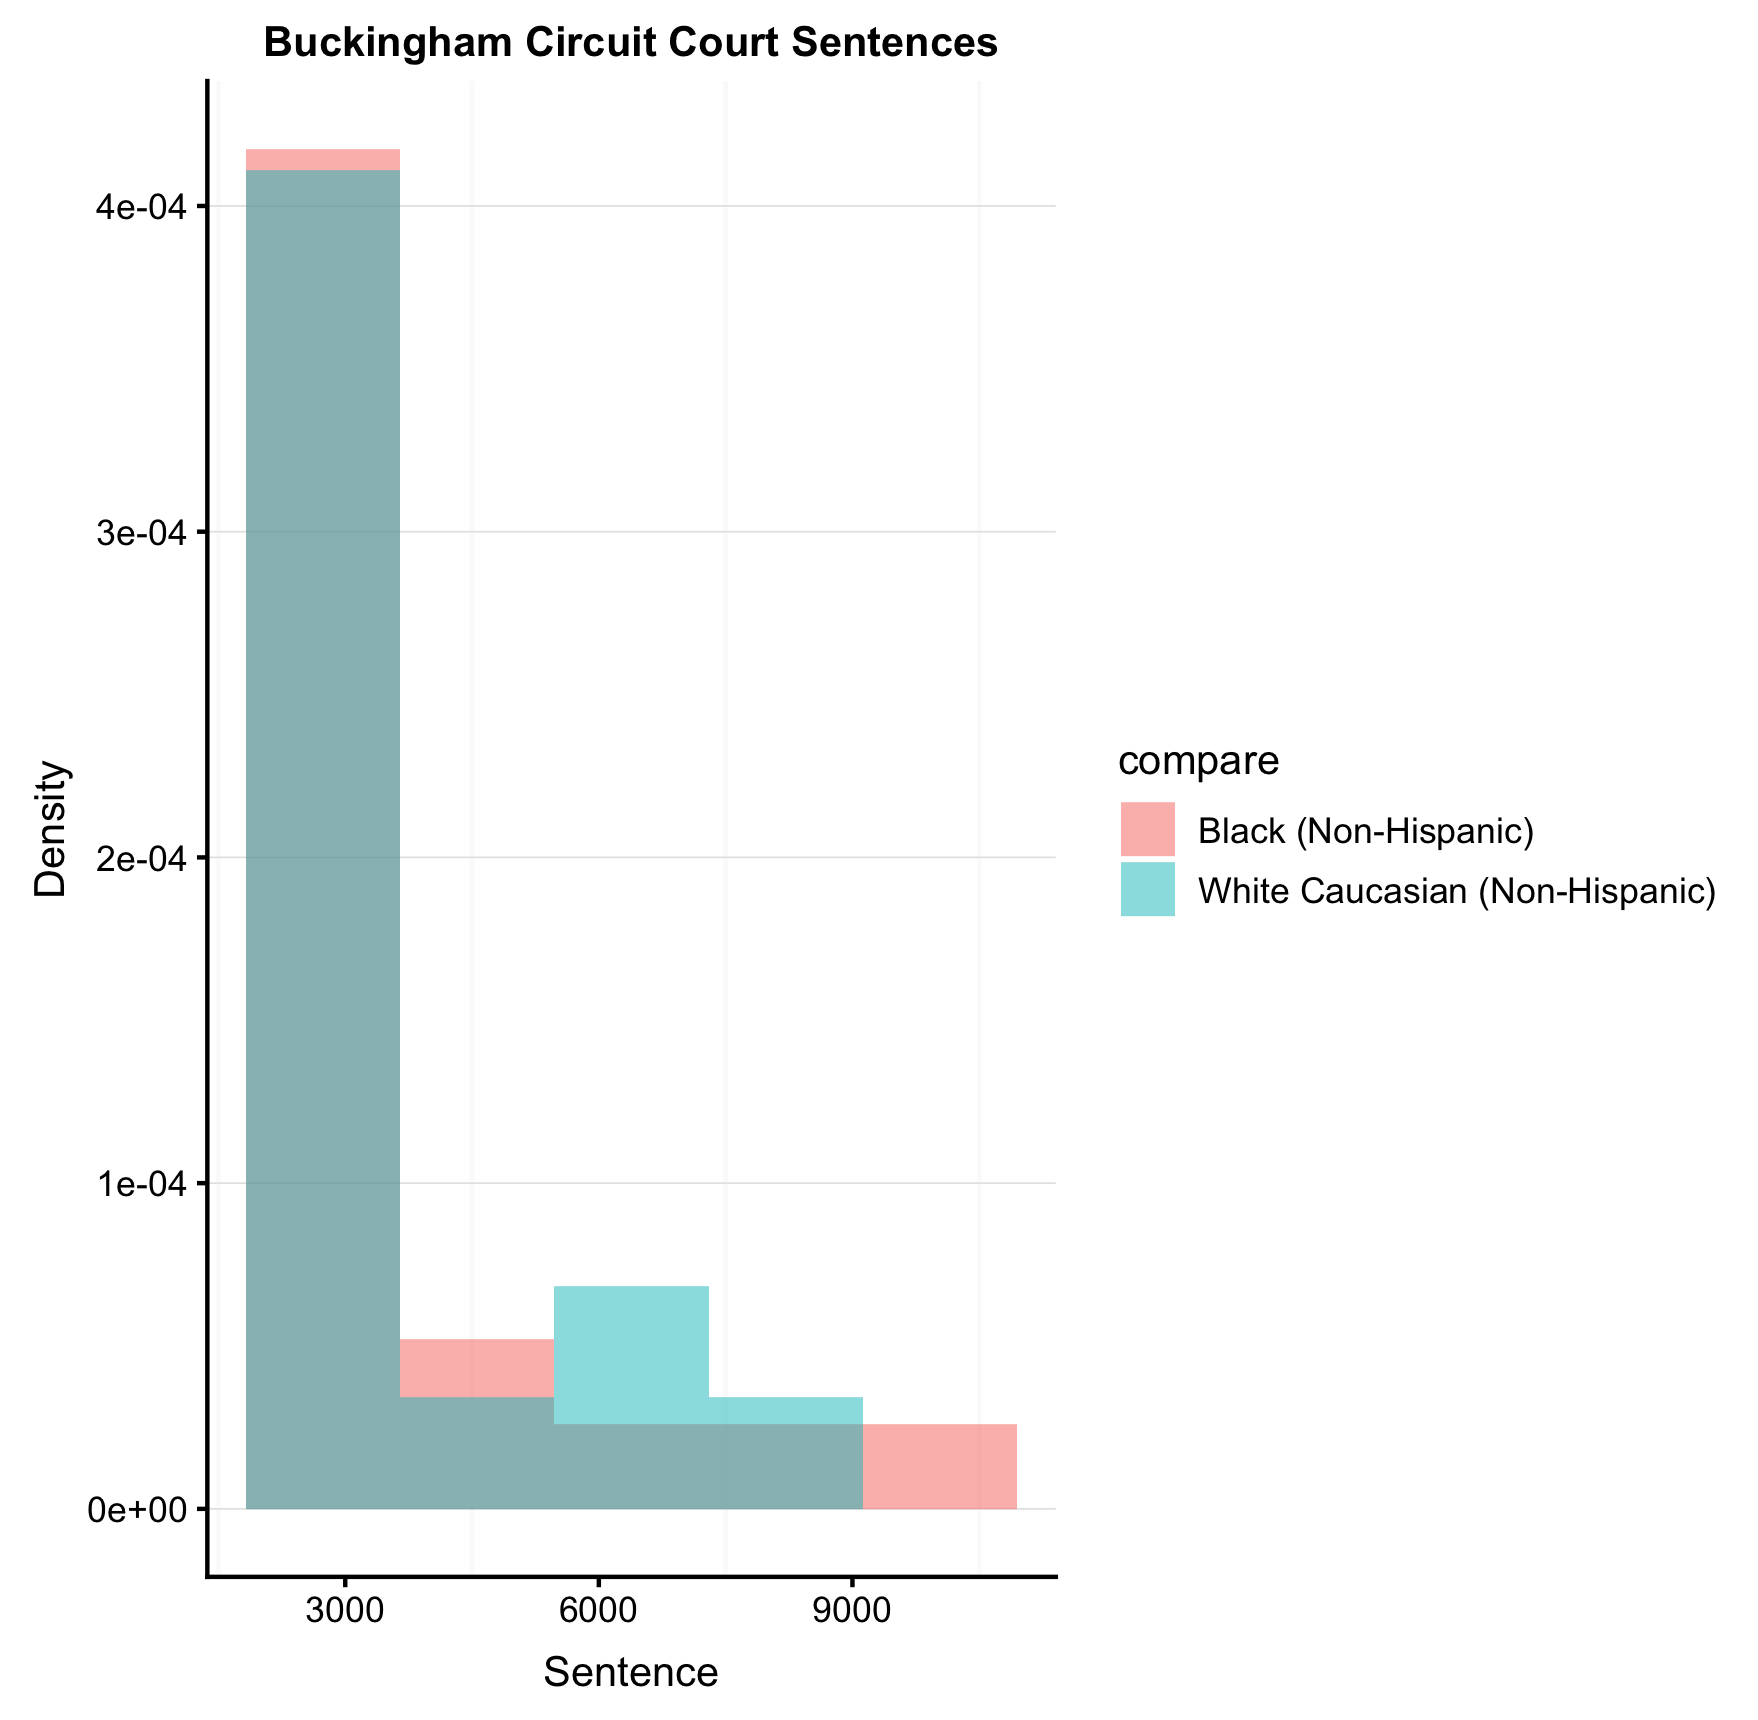 Buckingham Circuit Court Sentences
4e-04
3e-04
2e-04
1e-04
0e+00
Density
3000 6000 9000
Sentence
compare
Black (Non-Hispanic)
White Caucasian (Non-Hispanic)